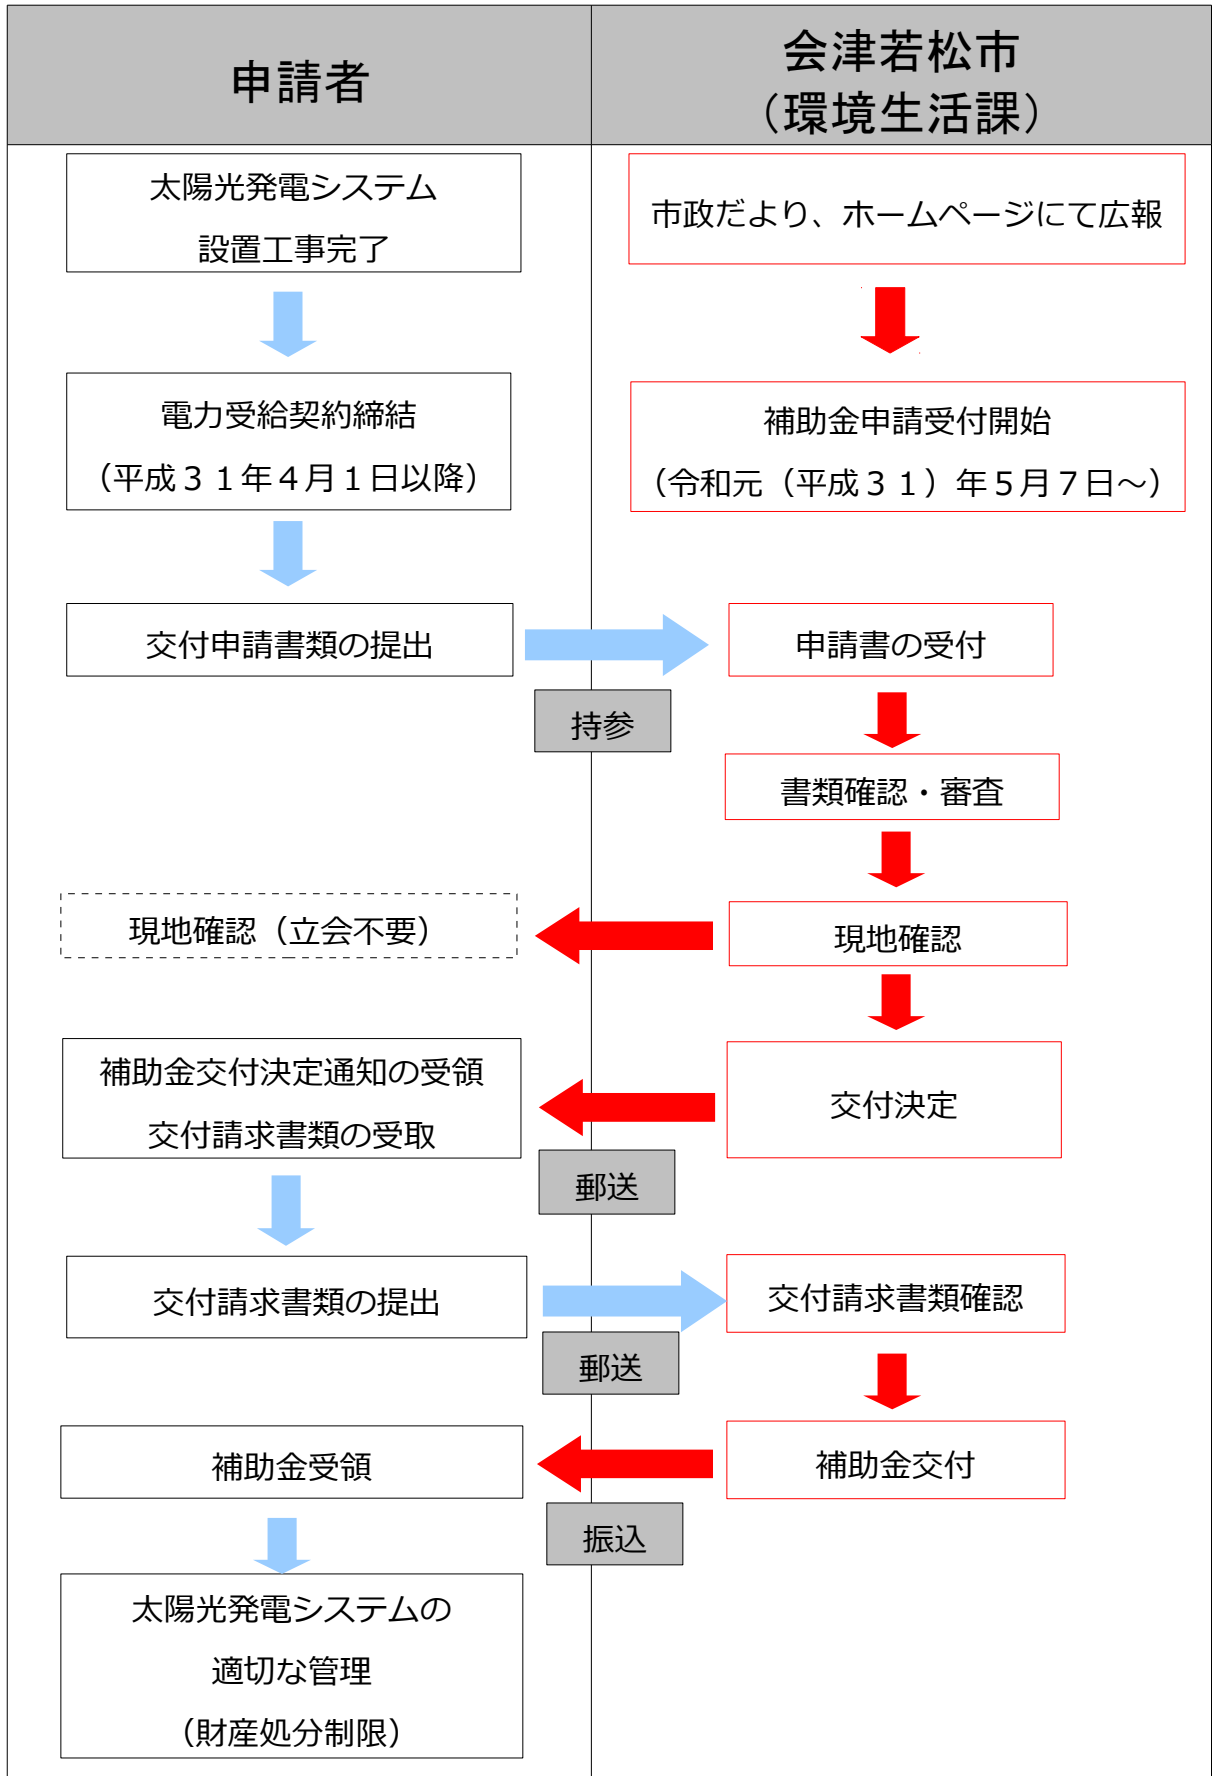 申請者
会津若松市
（環境生活課）
太陽光発電システム
設置工事完了
市政だより、ホームページにて広報
電力受給契約締結
（平成３１年４月１日以降）
補助金申請受付開始
（令和元（平成３１）年５月７日～）
交付申請書類の提出
申請書の受付
持参
書類確認・審査
現地確認（立会不要）
現地確認
補助金交付決定通知の受領
交付請求書類の受取
交付決定
郵送
交付請求書類の提出
交付請求書類確認
郵送
補助金受領
補助金交付
振込
太陽光発電システムの
適切な管理
（財産処分制限）